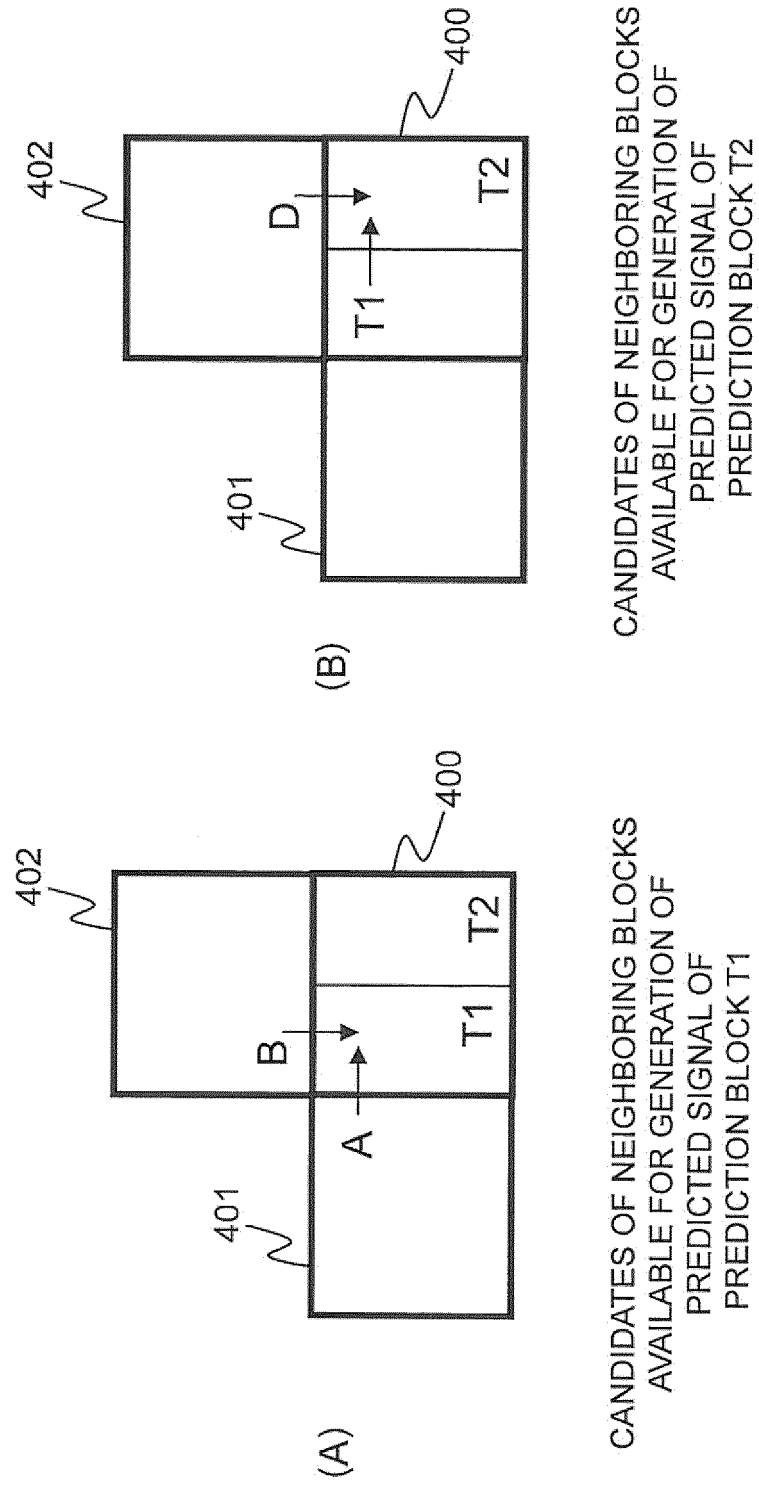 (A)
402
401
400
B
A
T1
T2
CANDIDATES OF NEIGHBORING BLOCKS
AVAILABLE FOR GENERATION OF
PREDICTED SIGNAL OF
PREDICTION BLOCK T1
(B)
402
401
400
D
T1
T2
CANDIDATES OF NEIGHBORING BLOCKS
AVAILABLE FOR GENERATION OF
PREDICTED SIGNAL OF
PREDICTION BLOCK T2